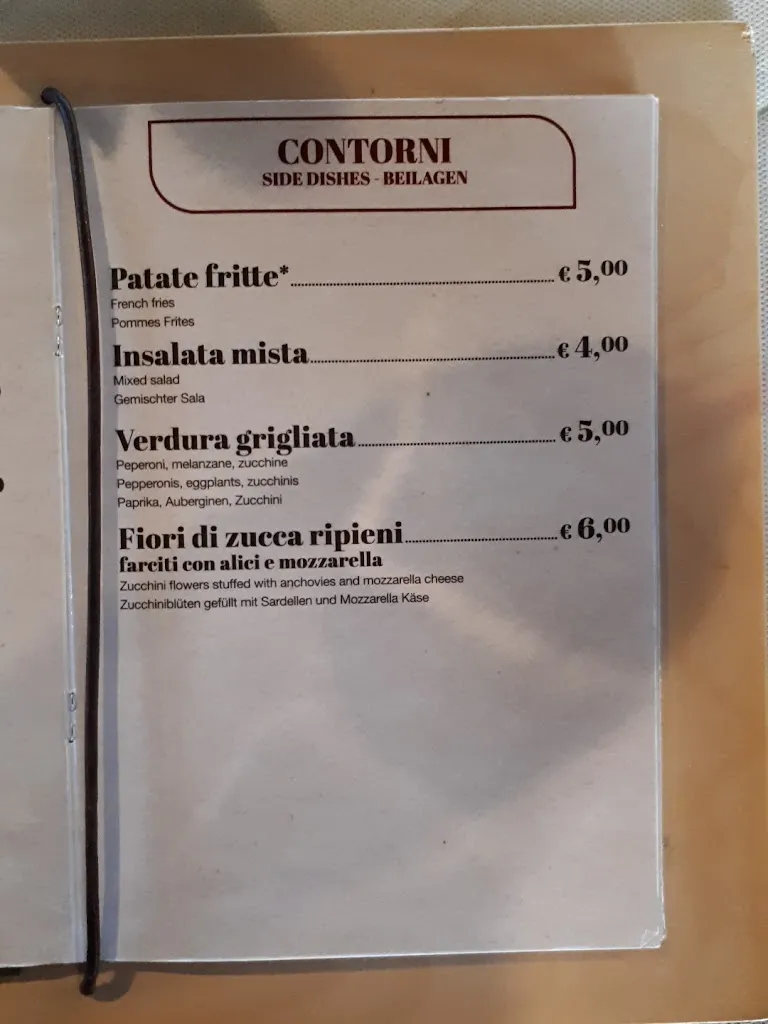 CONTORNI
SIDE DISHES - BEILAGEN
Patate fritte* € 5,00
French fries
Pommes Frites
Insalata mista € 4,00
Mixed salad
Gemischter Sala
Verdura grigliata € 5,00
Peperoni, melanzane, zucchine
Pepperonis, eggplants, zucchinis
Paprika, Auberginen, Zucchini
Fiori di zucca ripieni € 6,00
farciti con alici e mozzarella
Zucchini flowers stuffed with anchovies and mozzarella cheese
Zucchiniblüten gefüllt mit Sardellen und Mozzarella Käse